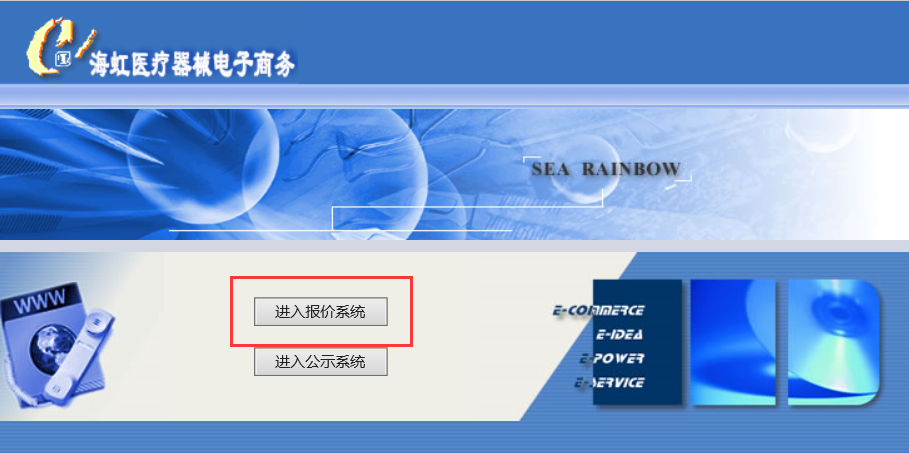 海虹医疗器械电子商务
SEA RAINBOW
WWW
进入报价系统
进入公示系统
E-COMMERCE
E-IDEA
E-POWER
E-SERVICE